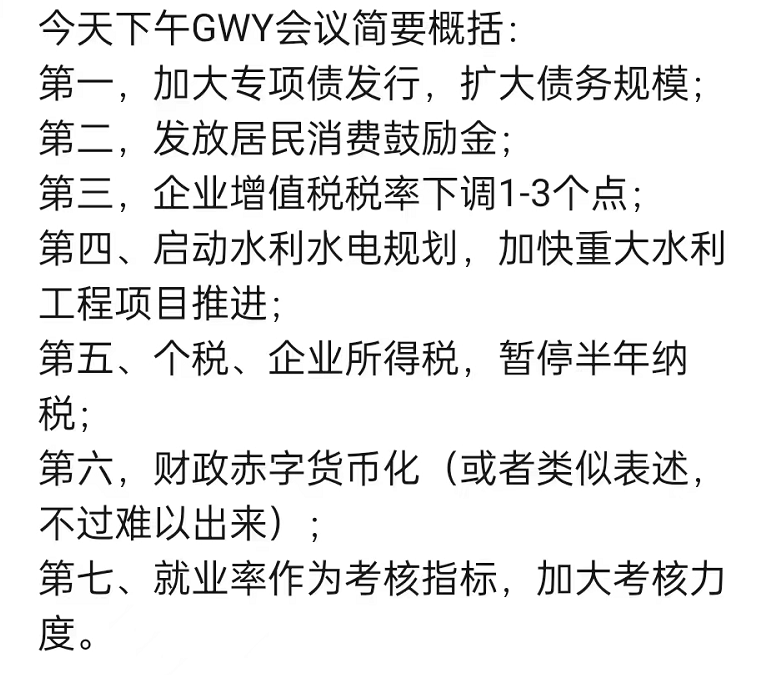 今天下午GWY会议简要概括：
第一，加大专项债发行，扩大债务规模；
第二，发放居民消费鼓励金；
第三，企业增值税税率下调1-3个点；
第四、启动水利水电规划，加快重大水利
工程项目推进；
第五、个税、企业所得税，暂停半年纳
税；
第六，财政赤字货币化（或者类似表述，
不过难以出来）；
第七、就业率作为考核指标，加大考核力
度。